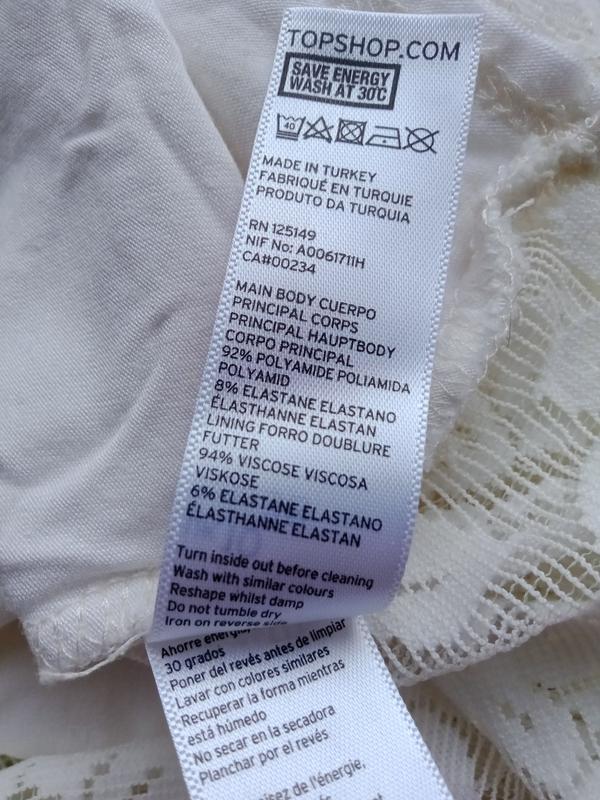 TOPSHOP.COM
SAVE ENERGY
WASH AT 30°C
40
MADE IN TURKEY
FABRIQUÉ EN TURQUIE
PRODUTO DA TURQUIA
RN 125149
NIF No: A0061711H
CA#00234
MAIN BODY CUERPO
PRINCIPAL CORPS
PRINCIPAL HAUPTBODY
CORPO PRINCIPAL
92% POLYAMIDE POLIAMIDA
POLYAMID
8% ELASTANE ELASTANO
ÉLASTHANNE ELASTAN
LINING FORRO DOUBLURE
FUTTER
94% VISCOSE VISCOSA
VISKOSE
6% ELASTANE ELASTANO
ÉLASTHANNE ELASTAN
Turn inside out before cleaning
Wash with similar colours
Reshape whilst damp
Do not tumble dry
Iron on reverse side
Ahorre energía,
30 grados
Poner del revés antes de limpiar
Lavar con colores similares
Recuperar la forma mientras
está húmedo
No secar en la secadora
Planchar por el revés
de l'énergie,